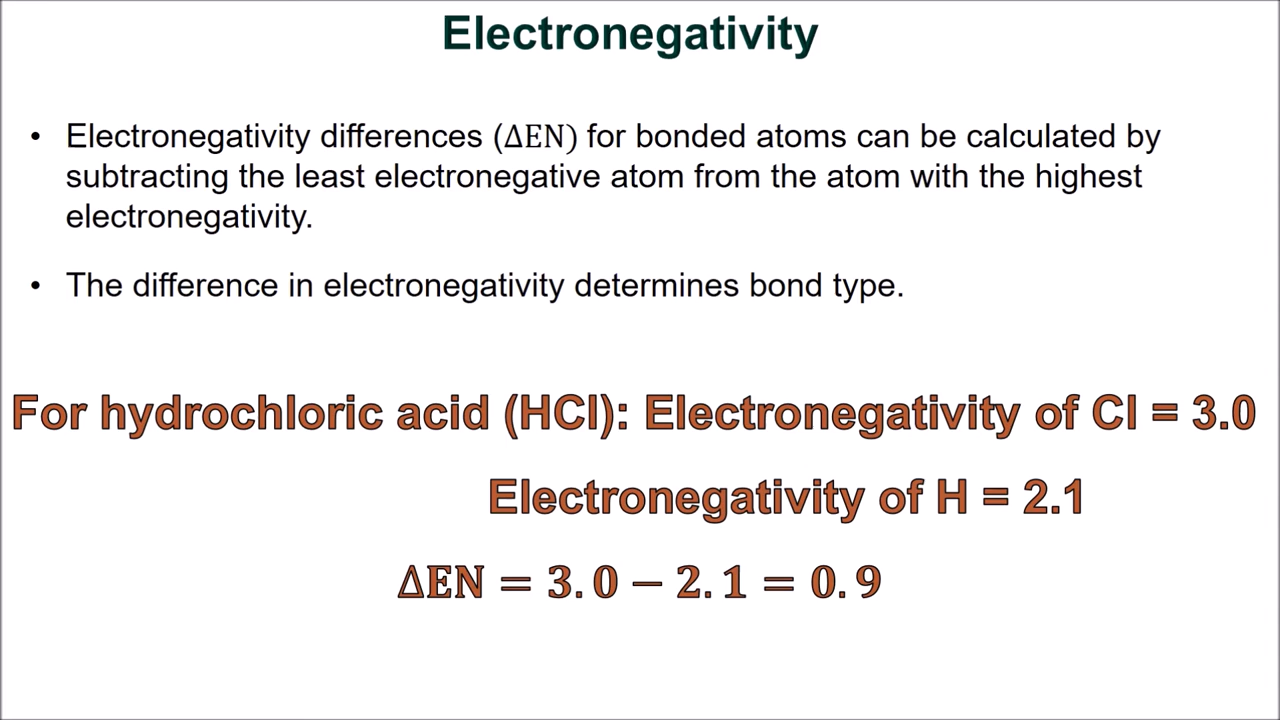 Electronegativity
• Electronegativity differences (ΔEN) for bonded atoms can be calculated by
subtracting the least electronegative atom from the atom with the highest
electronegativity.
• The difference in electronegativity determines bond type.
For hydrochloric acid (HCl): Electronegativity of Cl = 3.0
Electronegativity of H = 2.1
ΔEN = 3.0 − 2.1 = 0.9